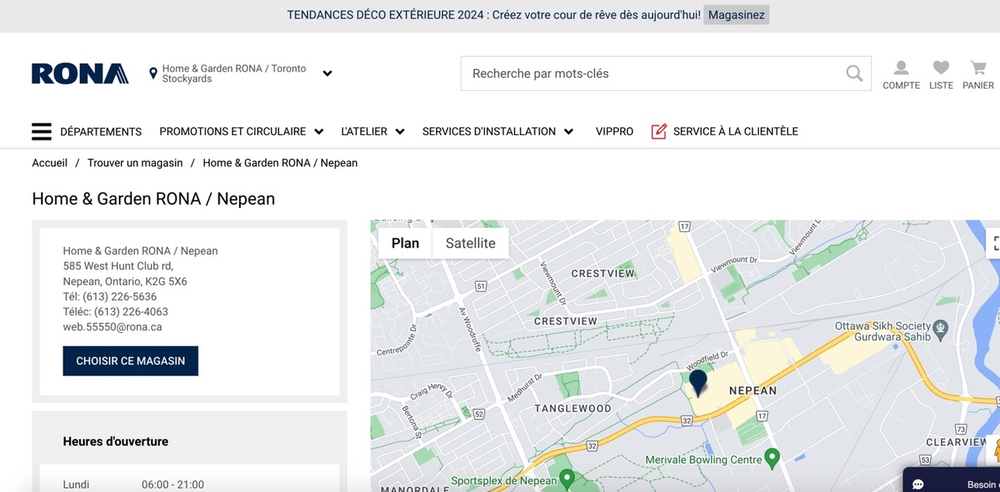 TENDANCES DÉCO EXTÉRIEURE 2024 : Créez votre cour de rêve dès aujourd'hui! Magasinez
RONA
Home & Garden RONA / Toronto
Stockyards
Recherche par mots-clés
COMPTE LISTE PANIER
DÉPARTEMENTS PROMOTIONS ET CIRCULAIRE L'ATELIER SERVICES D'INSTALLATION VIPPRO SERVICE À LA CLIENTÈLE
Accueil / Trouver un magasin / Home & Garden RONA / Nepean
Home & Garden RONA / Nepean
Home & Garden RONA / Nepean
585 West Hunt Club rd,
Nepean, Ontario, K2G 5X6
Tél: (613) 226-5636
Téléc: (613) 226-4063
web.55550@rona.ca
CHOISIR CE MAGASIN
Heures d'ouverture
Lundi 06:00 - 21:00
Plan Satellite
17
Viewmount Dr
Viewmount Dr
CRESTVIEW
51
Viewmount Dr
CRESTVIEW
Av Woodroffe
Centrepointe Dr
Ottawa Sikh Society
Gurdwara Sahib
Woodfield Dr
NEPEAN
Medhurst Dr
Craig Henry Dr
TANGLEWOOD
52
Bertona St
32
17
73
CLEARVIEW
32
53
Merivale Bowling Centre
Sportsplex de Nepean
MANORDALE
Besoin